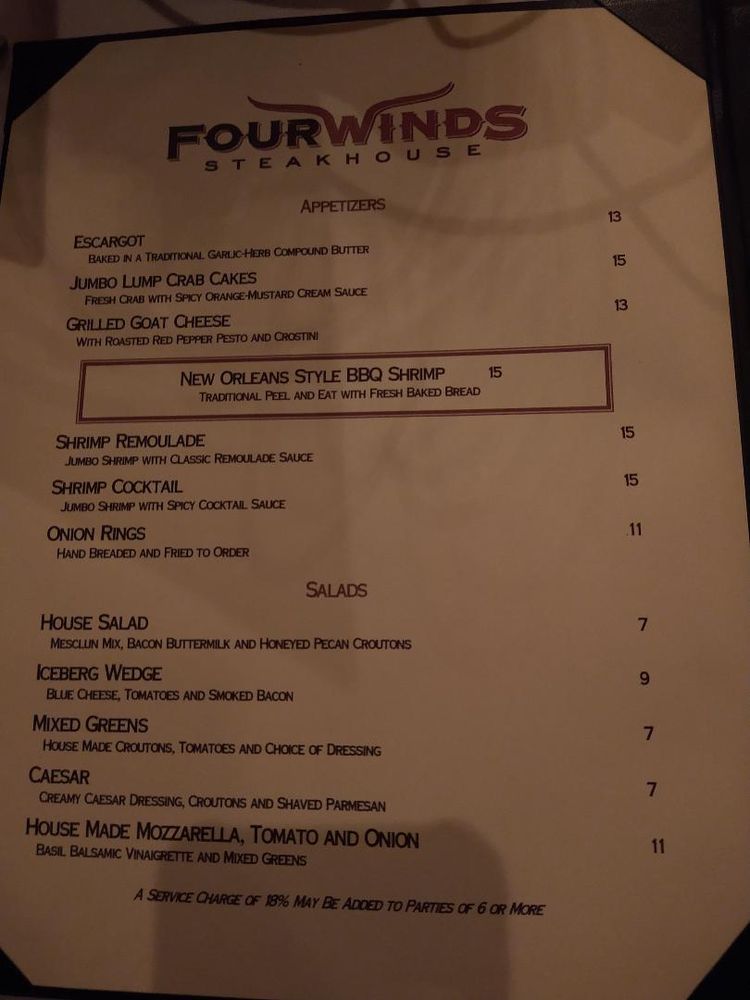 FOURWINDS
STEAKHOUSE
APPETIZERS
ESCARGOT 13
BAKED IN A TRADITIONAL GARLIC-HERB COMPOUND BUTTER
JUMBO LUMP CRAB CAKES 15
FRESH CRAB WITH SPICY ORANGE-MUSTARD CREAM SAUCE
GRILLED GOAT CHEESE 13
WITH ROASTED RED PEPPER PESTO AND CROSTINI
NEW ORLEANS STYLE BBQ SHRIMP 15
TRADITIONAL PEEL AND EAT WITH FRESH BAKED BREAD
SHRIMP REMOULADE 15
JUMBO SHRIMP WITH CLASSIC REMOULADE SAUCE
SHRIMP COCKTAIL 15
JUMBO SHRIMP WITH SPICY COCKTAIL SAUCE
ONION RINGS 11
HAND BREADED AND FRIED TO ORDER
SALADS
HOUSE SALAD 7
MESCLUN MIX, BACON BUTTERMILK AND HONEYED PECAN CROUTONS
ICEBERG WEDGE 9
BLUE CHEESE, TOMATOES AND SMOKED BACON
MIXED GREENS 7
HOUSE MADE CROUTONS, TOMATOES AND CHOICE OF DRESSING
CAESAR 7
CREAMY CAESAR DRESSING, CROUTONS AND SHAVED PARMESAN
HOUSE MADE MOZZARELLA, TOMATO AND ONION 11
BASIL BALSAMIC VINAIGRETTE AND MIXED GREENS
A SERVICE CHARGE OF 18% MAY BE ADDED TO PARTIES OF 6 OR MORE